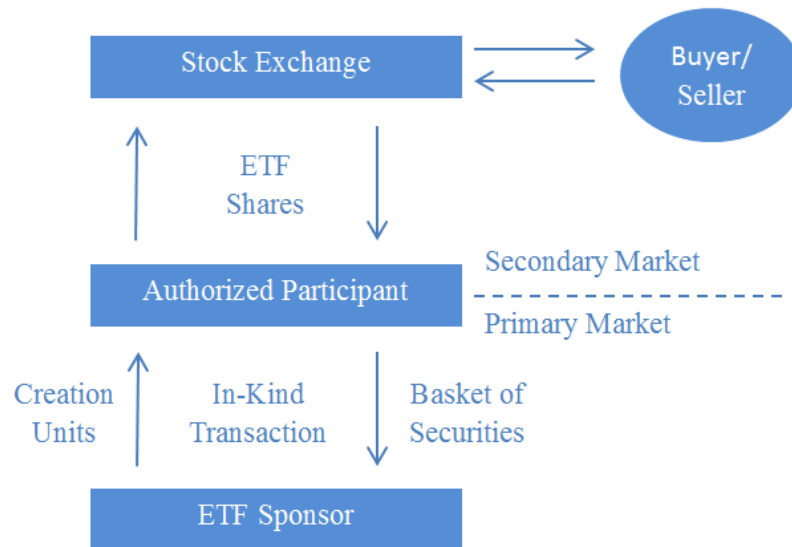 Stock Exchange
Buyer/
Seller
ETF
Shares
Secondary Market
Authorized Participant
Primary Market
Creation
Units
In-Kind
Transaction
Basket of
Securities
ETF Sponsor